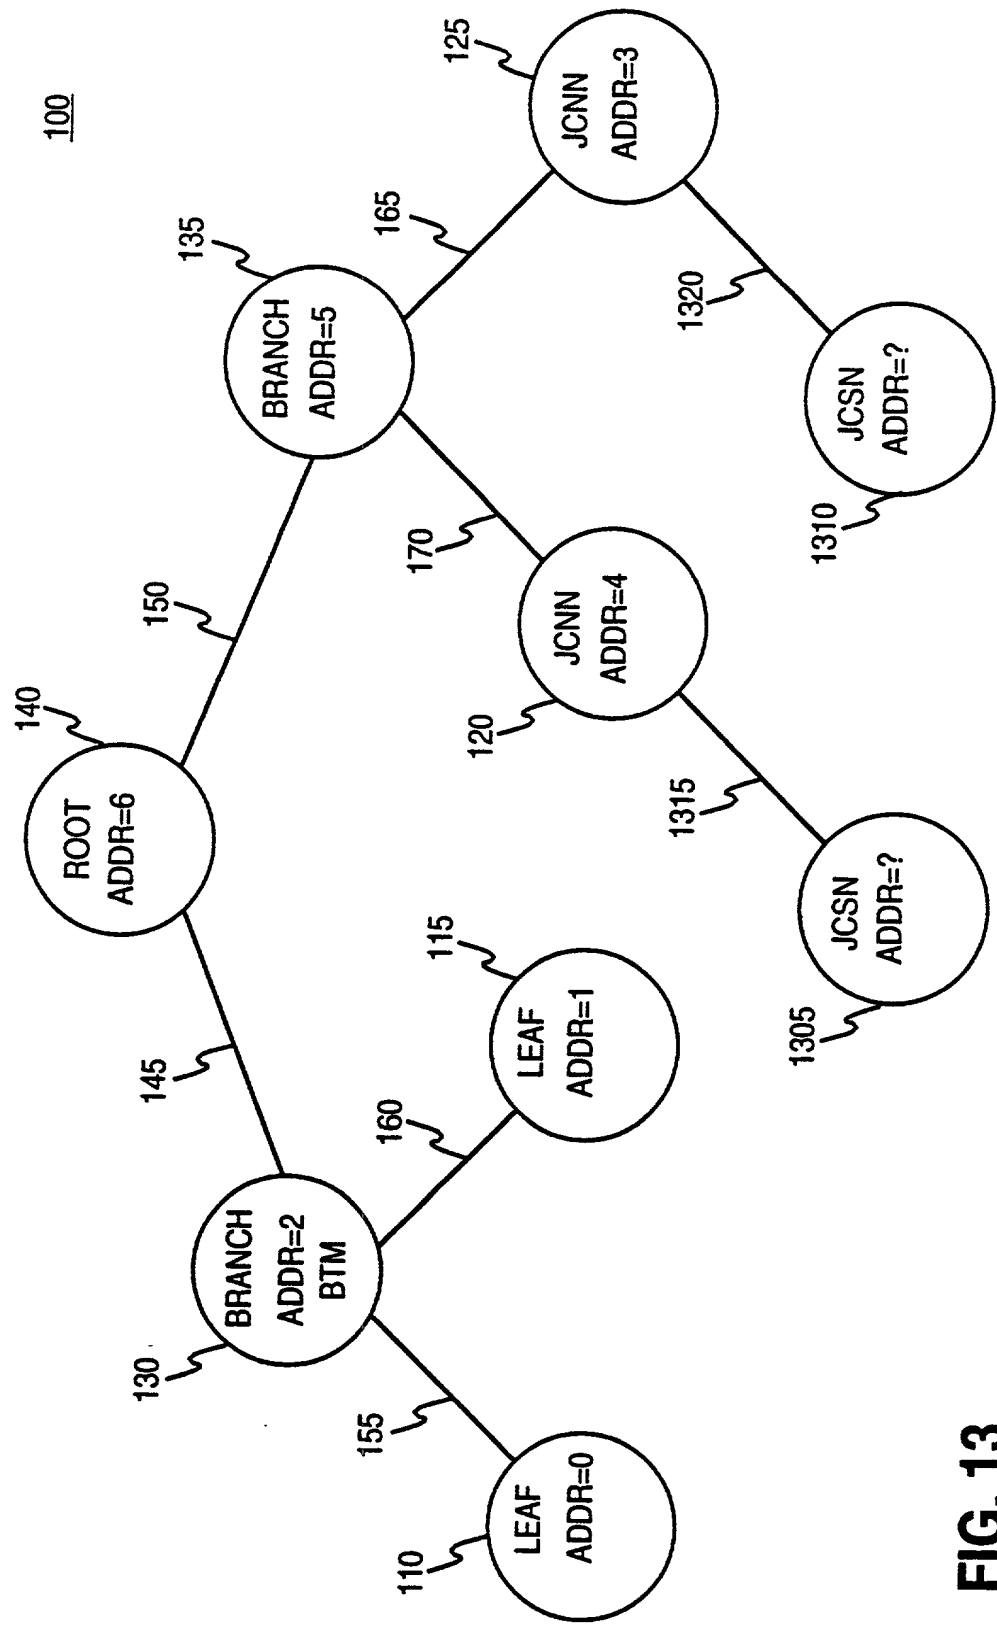 100
140
ROOT
ADDR=6
145
150
130
BRANCH
ADDR=2
BTM
135
BRANCH
ADDR=5
155
160
170
165
110
LEAF
ADDR=0
115
LEAF
ADDR=1
120
JCNN
ADDR=4
125
JCNN
ADDR=3
1315
1320
1305
JCSN
ADDR=?
1310
JCSN
ADDR=?
FIG. 13